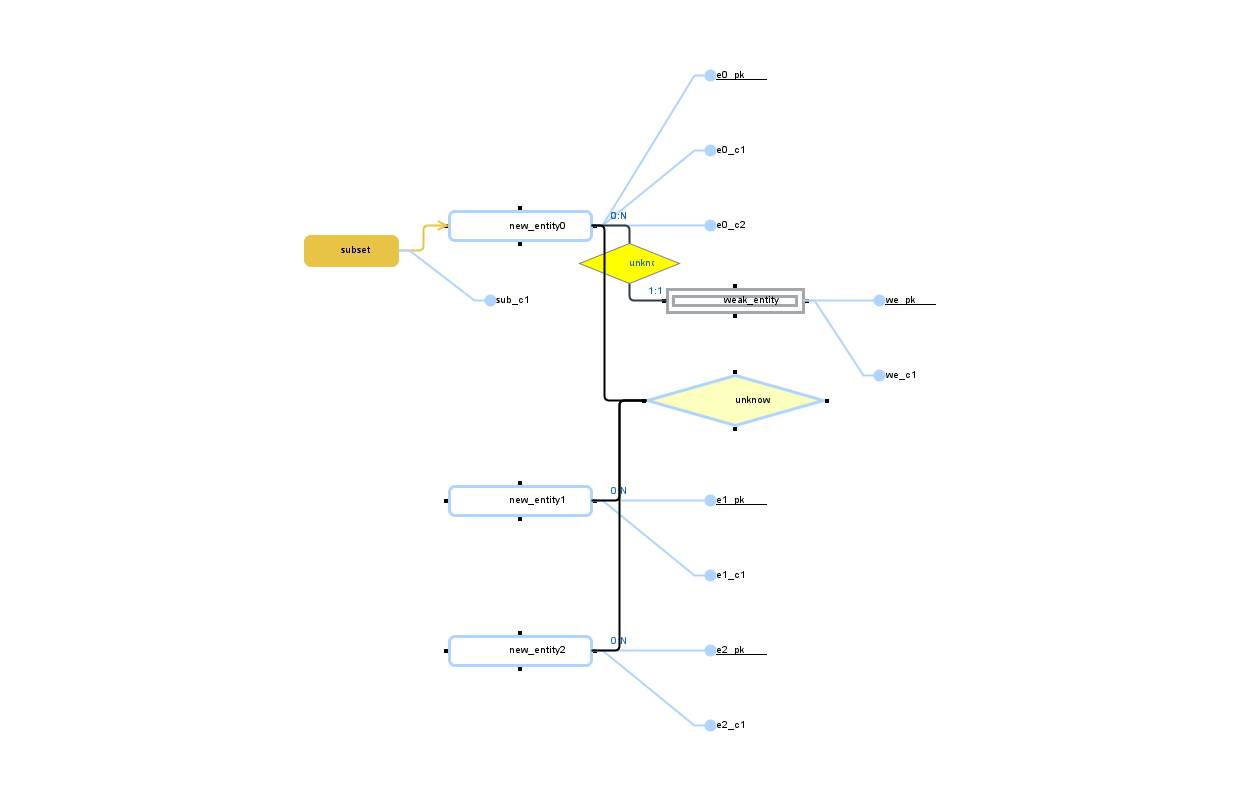 e0_pk
e0_c1
0:N
new_entity0
e0_c2
subset
unkno
1:1
sub_c1
weak_entity
we_pk
we_c1
unknow
0:N
new_entity1
e1_pk
e1_c1
0:N
new_entity2
e2_pk
e2_c1